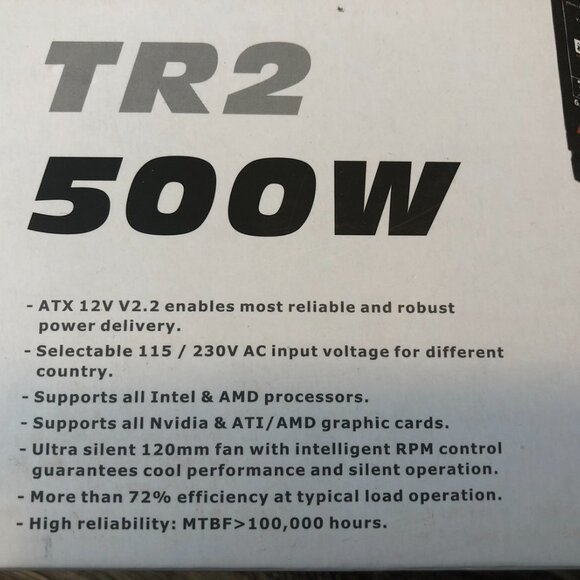 TR2
500W
- ATX 12V V2.2 enables most reliable and robust
power delivery.
- Selectable 115 / 230V AC input voltage for different
country.
- Supports all Intel & AMD processors.
- Supports all Nvidia & ATI/AMD graphic cards.
- Ultra silent 120mm fan with intelligent RPM control
guarantees cool performance and silent operation.
- More than 72% efficiency at typical load operation.
- High reliability: MTBF>100,000 hours.